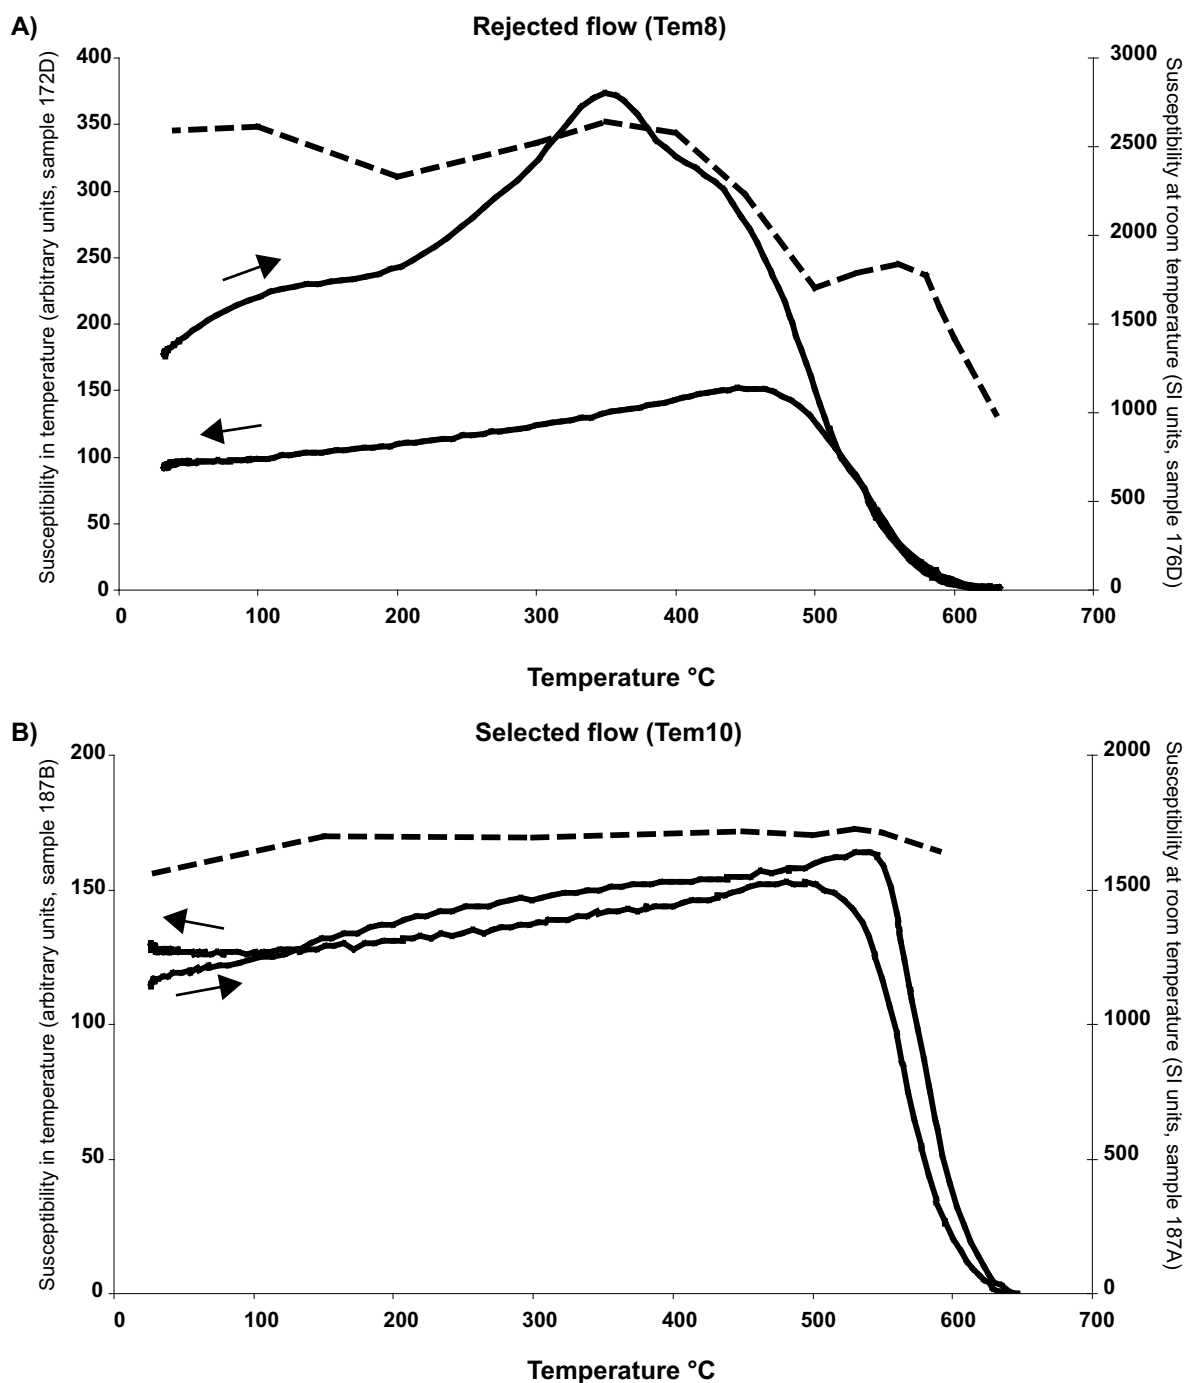 A)
Rejected flow (Tem8)
Susceptibility in temperature (arbitrary units, sample 172D)
400
350
300
250
200
150
100
50
0
3000
2500
2000
1500
1000
500
0
Susceptibility at room temperature (SI units, sample 176D)
0 100 200 300 400 500 600 700
Temperature °C
B)
Selected flow (Tem10)
Susceptibility in temperature (arbitrary units, sample 187B)
200
150
100
50
0
2000
1500
1000
500
0
Susceptibility at room temperature (SI units, sample 187A)
0 100 200 300 400 500 600 700
Temperature °C